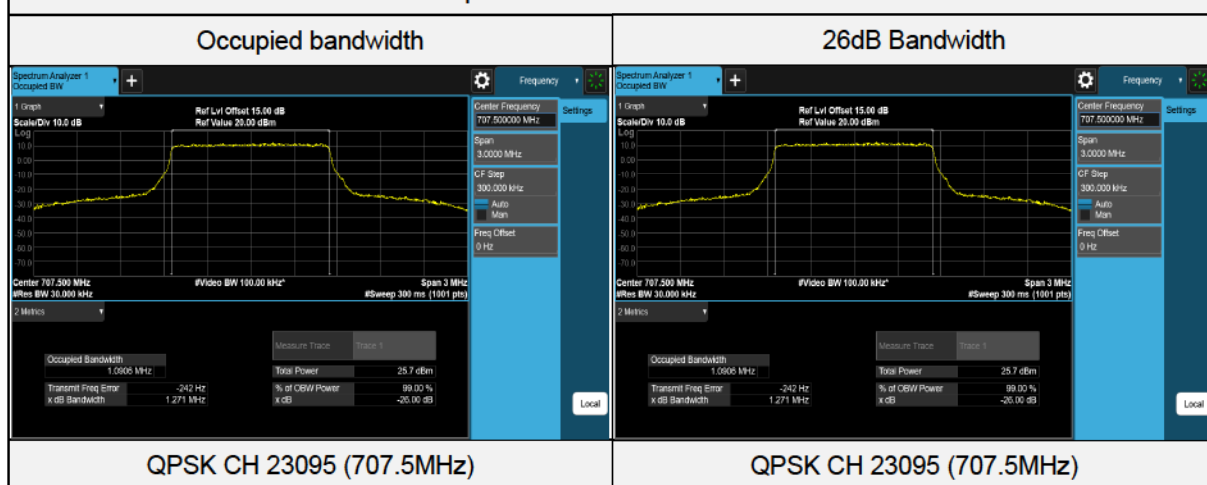 Occupied bandwidth
26dB Bandwidth
Spectrum Analyzer 1
Occupied BW
+
Frequency
1 Graph
Scale/Div 10.0 dB
Ref Lvl Offset 15.00 dB
Ref Value 20.00 dBm
Log
10.0
0.00
-10.0
-20.0
-30.0
-40.0
-50.0
-60.0
-70.0
Center 707.500 MHz
#Res BW 30.000 kHz
#Video BW 100.00 kHz*
Span 3 MHz
#Sweep 300 ms (1001 pts)
Center Frequency
707.500000 MHz
Settings
Span
3.0000 MHz
CF Step
300.000 kHz
Auto
Man
Freq Offset
0 Hz
2 Metrics
Measure Trace Trace 1
Occupied Bandwidth
1.0906 MHz
Total Power 25.7 dBm
Transmit Freq Error -242 Hz
% of OBW Power 99.00 %
x dB Bandwidth 1.271 MHz
x dB -26.00 dB
Local
Spectrum Analyzer 1
Occupied BW
+
Frequency
1 Graph
Scale/Div 10.0 dB
Ref Lvl Offset 15.00 dB
Ref Value 20.00 dBm
Log
10.0
0.00
-10.0
-20.0
-30.0
-40.0
-50.0
-60.0
-70.0
Center 707.500 MHz
#Res BW 30.000 kHz
#Video BW 100.00 kHz*
Span 3 MHz
#Sweep 300 ms (1001 pts)
Center Frequency
707.500000 MHz
Settings
Span
3.0000 MHz
CF Step
300.000 kHz
Auto
Man
Freq Offset
0 Hz
2 Metrics
Measure Trace Trace 1
Occupied Bandwidth
1.0906 MHz
Total Power 25.7 dBm
Transmit Freq Error -242 Hz
% of OBW Power 99.00 %
x dB Bandwidth 1.271 MHz
x dB -26.00 dB
Local
QPSK CH 23095 (707.5MHz)
QPSK CH 23095 (707.5MHz)